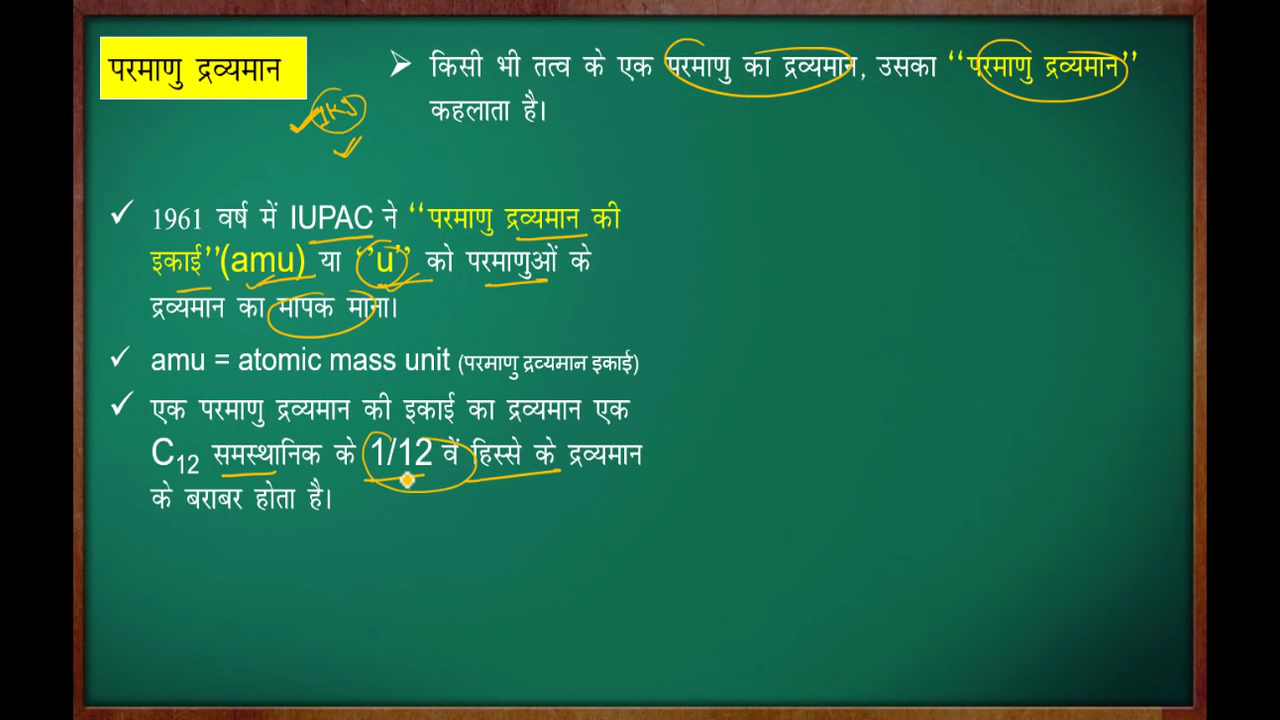 परमाणु द्रव्यमान
➢ किसी भी तत्व के एक परमाणु का द्रव्यमान, उसका “परमाणु द्रव्यमान”
कहलाता है।
✓ 1961 वर्ष में IUPAC ने “परमाणु द्रव्यमान की
इकाई”(amu) या “u” को परमाणुओं के
द्रव्यमान का मापक माना।
✓ amu = atomic mass unit (परमाणु द्रव्यमान इकाई)
✓ एक परमाणु द्रव्यमान की इकाई का द्रव्यमान एक
C₁₂ समस्थानिक के 1/12 वें हिस्से के द्रव्यमान
के बराबर होता है।